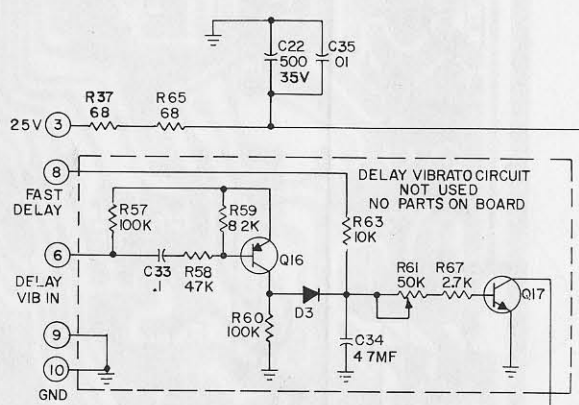 C22
500
35V
C35
.01
R37
68
R65
68
25V 3
8
FAST
DELAY
DELAY VIBRATO CIRCUIT
NOT USED
NO PARTS ON BOARD
R57
100K
R59
8.2K
R63
10K
Q16
6
DELAY
VIB IN
C33
.1
R58
47K
R61
50K
R67
2.7K
Q17
D3
R60
100K
C34
4.7MF
9
10
GND